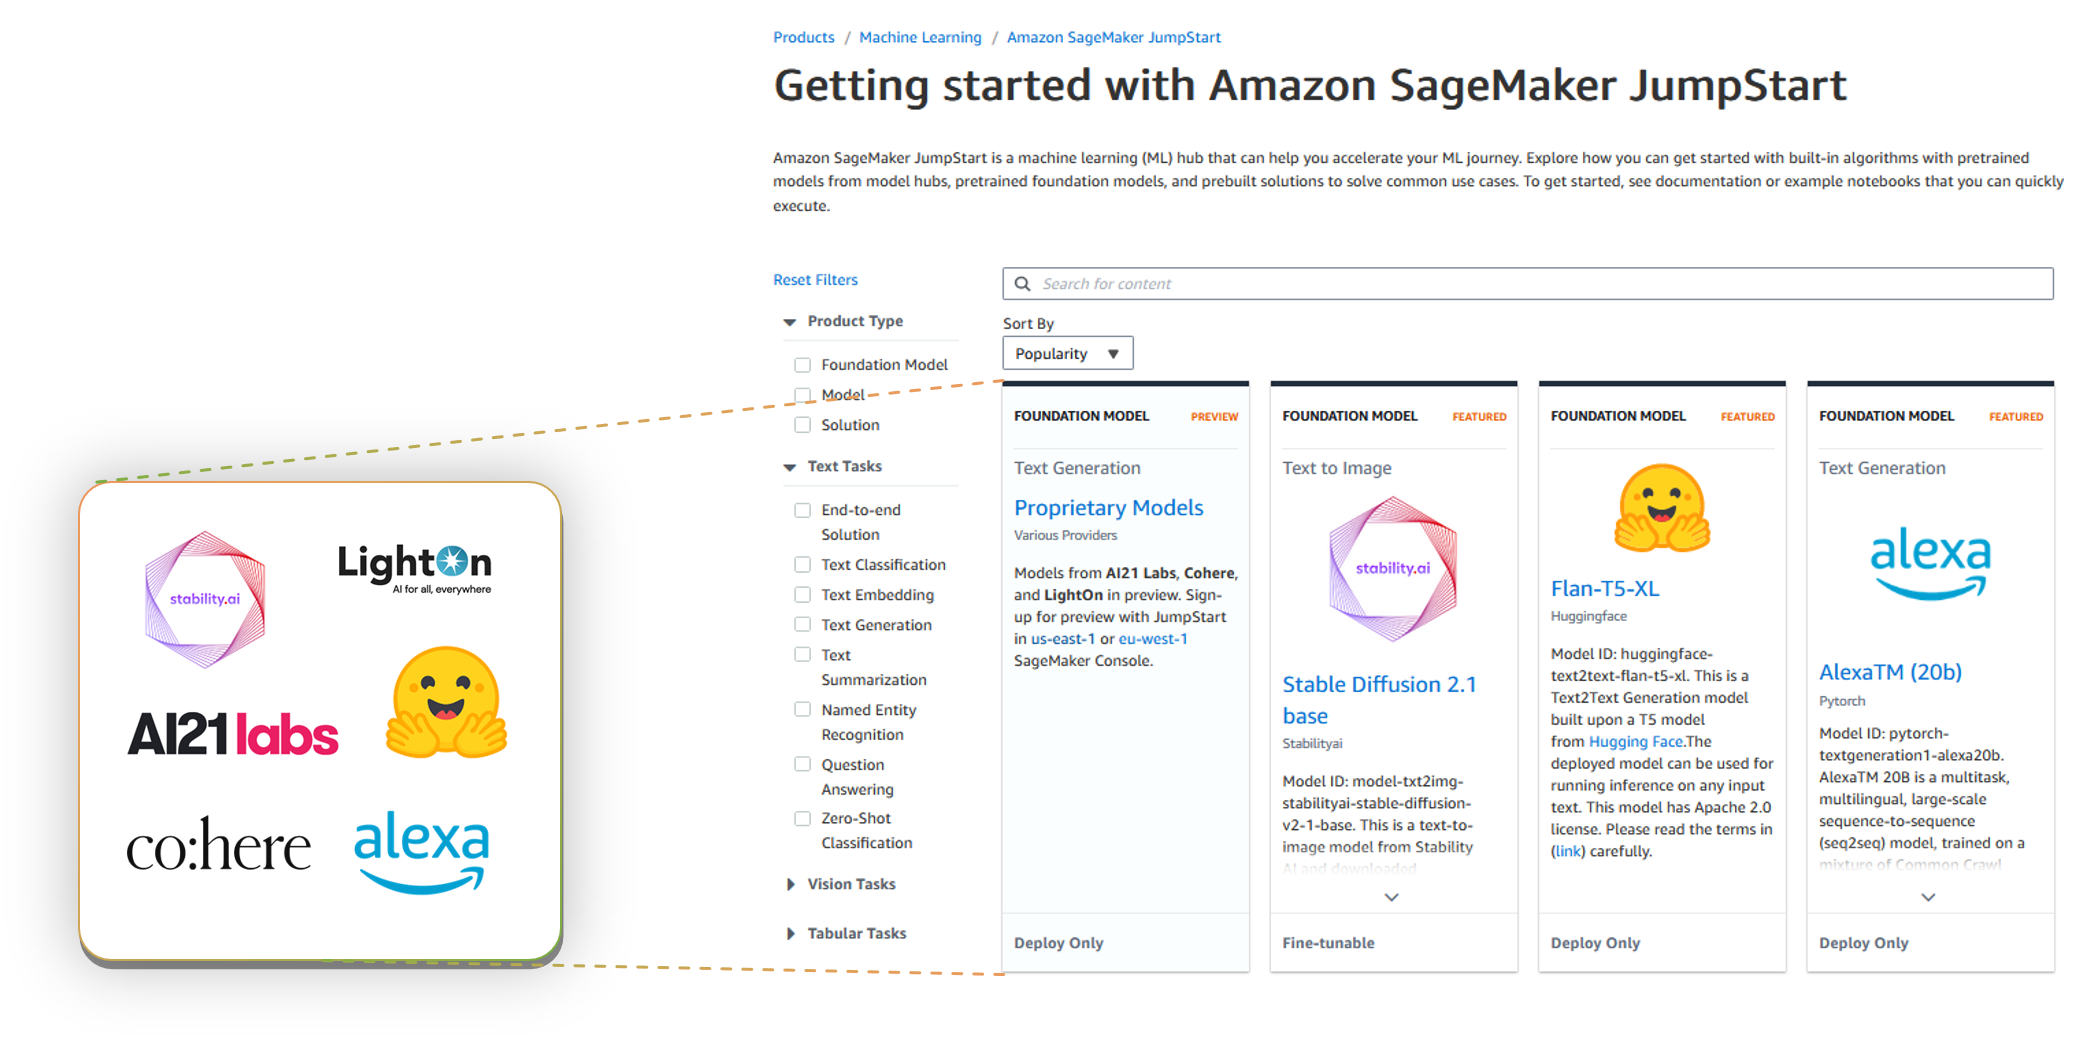 Products / Machine Learning / Amazon SageMaker JumpStart
Getting started with Amazon SageMaker JumpStart
Amazon SageMaker JumpStart is a machine learning (ML) hub that can help you accelerate your ML journey. Explore how you can get started with built-in algorithms with pretrained
models from model hubs, pretrained foundation models, and prebuilt solutions to solve common use cases. To get started, see documentation or example notebooks that you can quickly
execute.
stability.ai
LightOn
AI for all, everywhere
AI21labs
co:here
alexa
Reset Filters
Product Type
Foundation Model
Model
Solution
Text Tasks
End-to-end
Solution
Text Classification
Text Embedding
Text Generation
Text
Summarization
Named Entity
Recognition
Question
Answering
Zero-Shot
Classification
Vision Tasks
Tabular Tasks
Search for content
Sort By
Popularity
FOUNDATION MODEL PREVIEW
Text Generation
Proprietary Models
Various Providers
Models from AI21 Labs, Cohere,
and LightOn in preview. Sign-
up for preview with JumpStart
in us-east-1 or eu-west-1
SageMaker Console.
Deploy Only
FOUNDATION MODEL FEATURED
Text to Image
stability.ai
Stable Diffusion 2.1
base
Stabilityai
Model ID: model-txt2img-
stabilityai-stable-diffusion-
v2-1-base. This is a text-to-
image model from Stability
AI and downloaded
Fine-tunable
FOUNDATION MODEL FEATURED
Flan-T5-XL
Huggingface
Model ID: huggingface-
text2text-flan-t5-xl. This is a
Text2Text Generation model
built upon a T5 model
from Hugging Face.The
deployed model can be used for
running inference on any input
text. This model has Apache 2.0
license. Please read the terms in
(link) carefully.
Deploy Only
FOUNDATION MODEL FEATURED
Text Generation
alexa
AlexaTM (20b)
Pytorch
Model ID: pytorch-
textgeneration1-alexa20b.
AlexaTM 20B is a multitask,
multilingual, large-scale
sequence-to-sequence
(seq2seq) model, trained on a
mixture of Common Crawl
Deploy Only